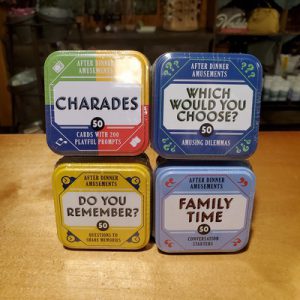 AFTER DINNER
AMUSEMENTS
CHARADES
50
CARDS WITH 200
PLAYFUL PROMPTS
AFTER DINNER
AMUSEMENTS
WHICH
WOULD YOU
CHOOSE?
50
AMUSING DILEMMAS
AFTER DINNER
AMUSEMENTS
DO YOU
REMEMBER?
50
QUESTIONS TO
SHARE MEMORIES
AFTER DINNER
AMUSEMENTS
FAMILY
TIME
50
CONVERSATION
STARTERS